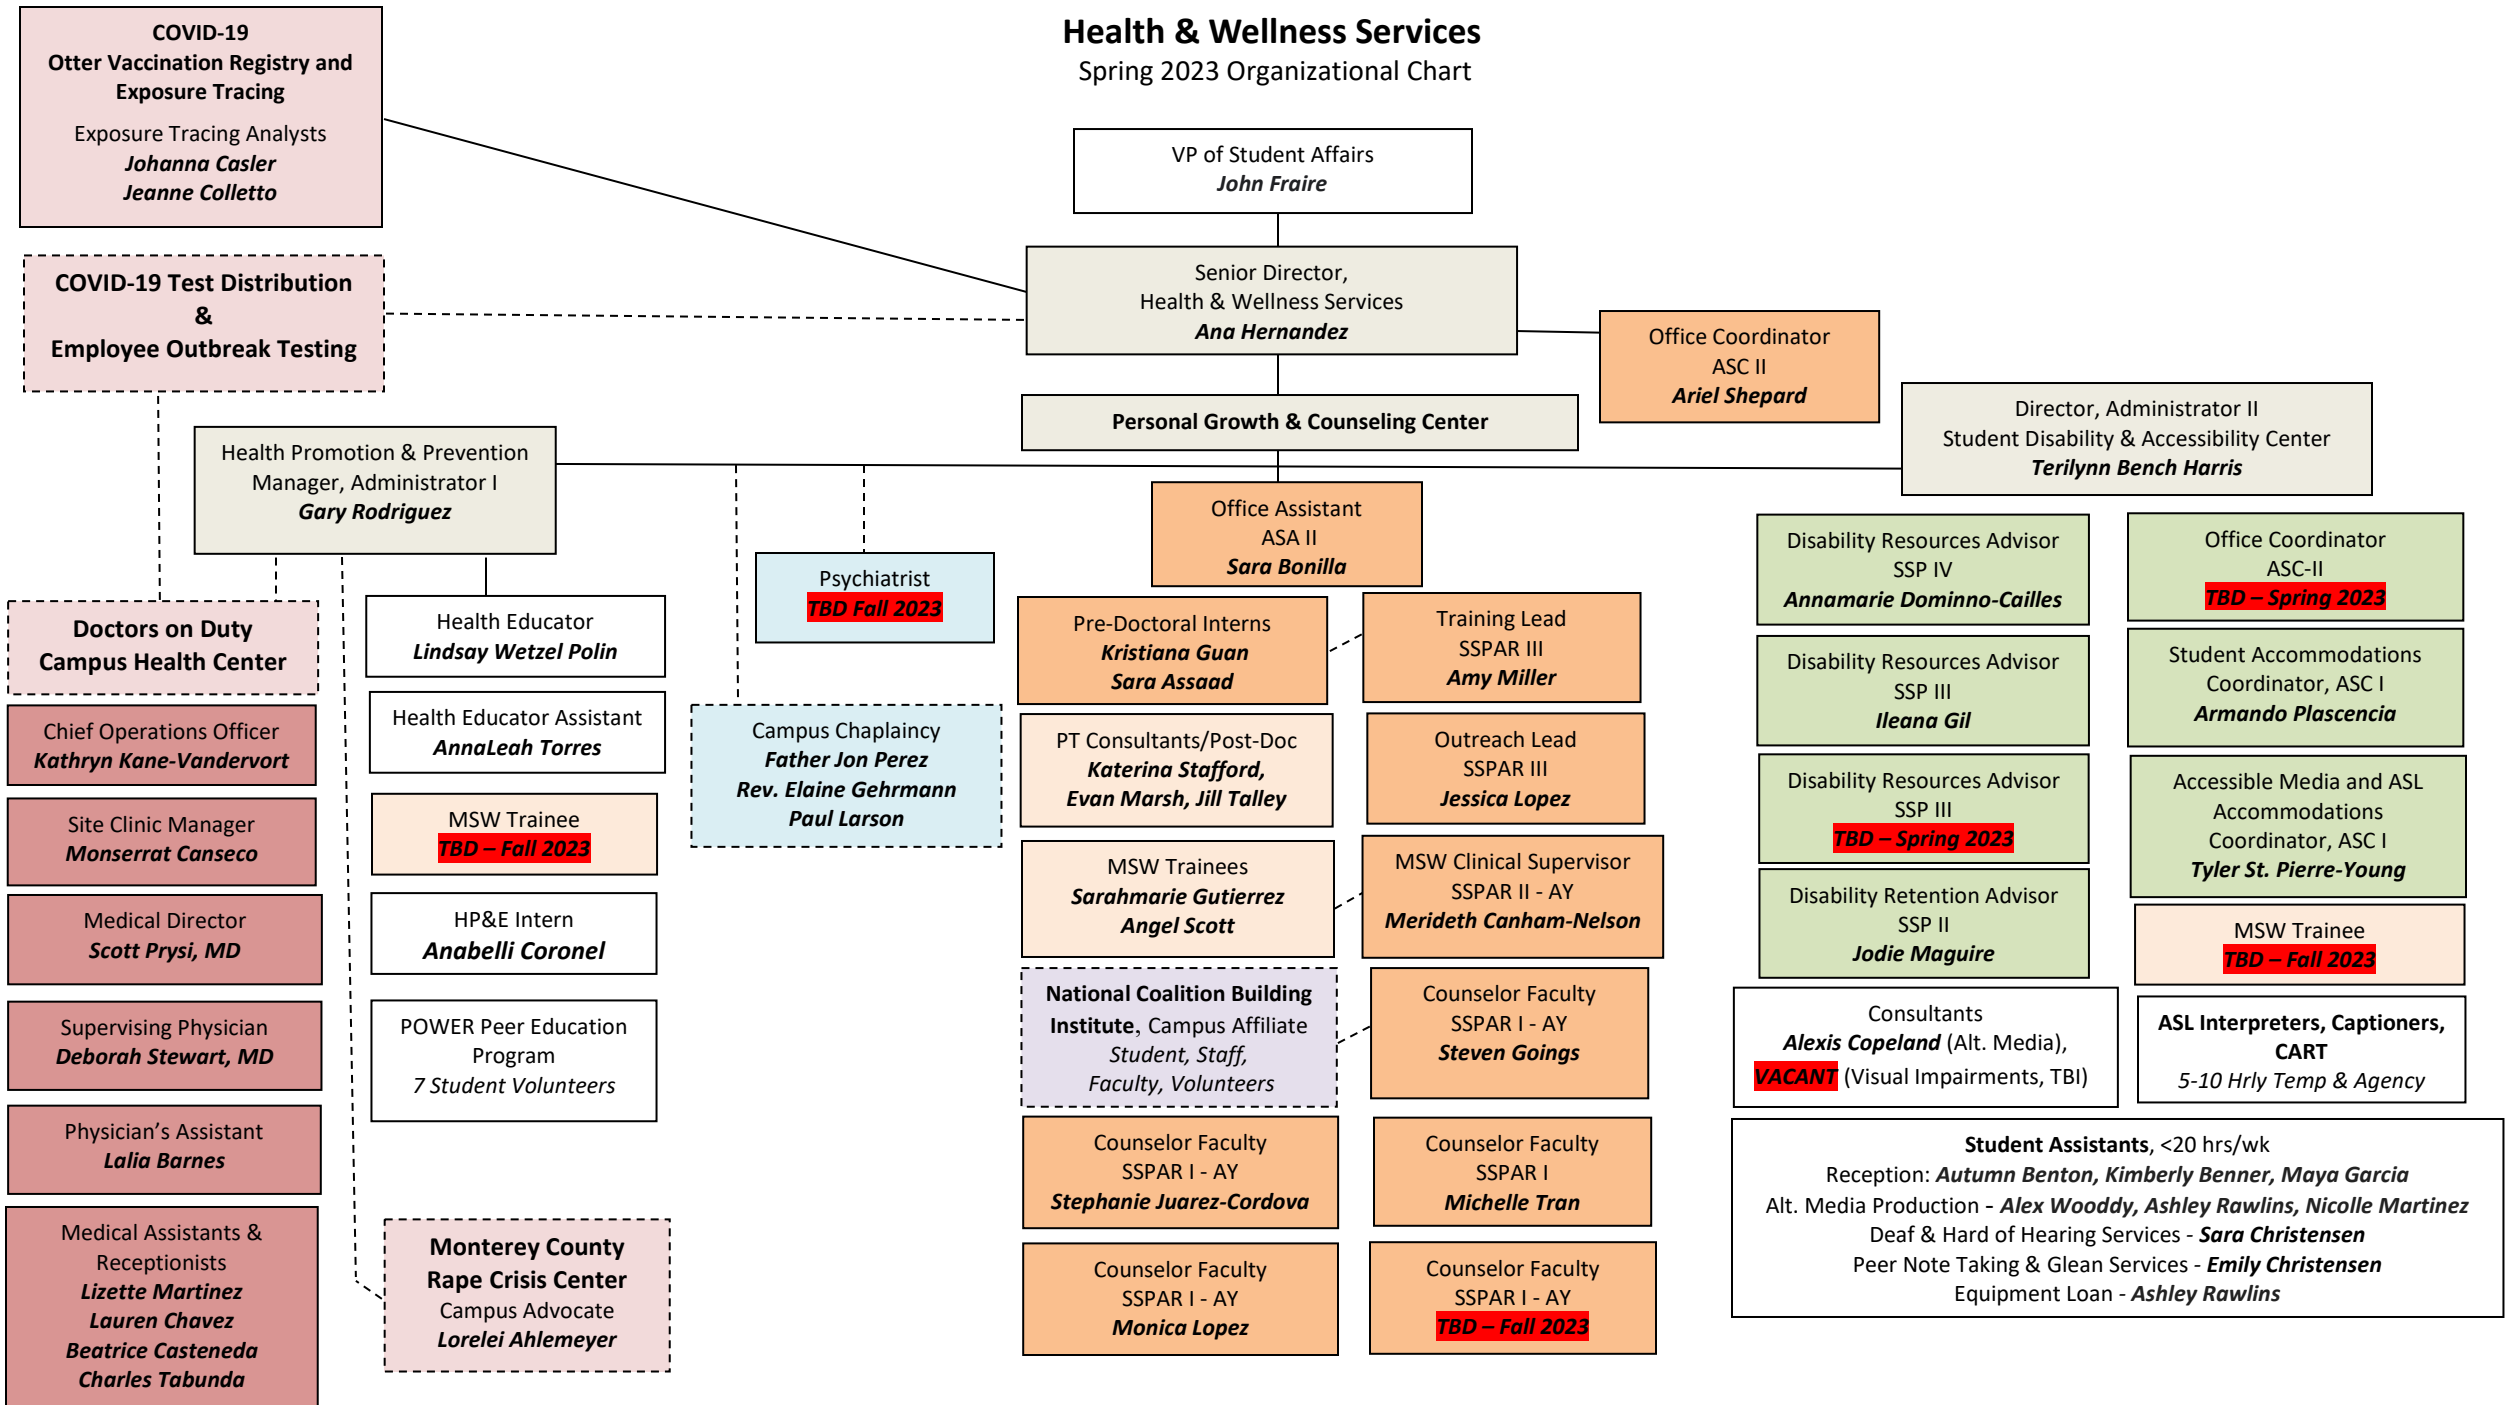 Health & Wellness Services
Spring 2023 Organizational Chart
COVID-19
Otter Vaccination Registry and
Exposure Tracing
Exposure Tracing Analysts
Johanna Casler
Jeanne Colletto
VP of Student Affairs
John Fraire
COVID-19 Test Distribution
&
Employee Outbreak Testing
Senior Director,
Health & Wellness Services
Ana Hernandez
Office Coordinator
ASC II
Ariel Shepard
Personal Growth & Counseling Center
Director, Administrator II
Student Disability & Accessibility Center
Terilynn Bench Harris
Health Promotion & Prevention
Manager, Administrator I
Gary Rodriguez
Office Assistant
ASA II
Sara Bonilla
Doctors on Duty
Campus Health Center
Chief Operations Officer
Kathryn Kane-Vandervort
Site Clinic Manager
Monserrat Canseco
Medical Director
Scott Prysi, MD
Supervising Physician
Deborah Stewart, MD
Physician’s Assistant
Lalia Barnes
Medical Assistants &
Receptionists
Lizette Martinez
Lauren Chavez
Beatrice Casteneda
Charles Tabunda
Health Educator
Lindsay Wetzel Polin
Health Educator Assistant
AnnaLeah Torres
MSW Trainee
TBD – Fall 2023
HP&E Intern
Anabelli Coronel
POWER Peer Education
Program
7 Student Volunteers
Monterey County
Rape Crisis Center
Campus Advocate
Lorelei Ahlemeyer
Psychiatrist
TBD Fall 2023
Campus Chaplaincy
Father Jon Perez
Rev. Elaine Gehrmann
Paul Larson
Pre-Doctoral Interns
Kristiana Guan
Sara Assaad
PT Consultants/Post-Doc
Katerina Stafford,
Evan Marsh, Jill Talley
MSW Trainees
Sarahmarie Gutierrez
Angel Scott
National Coalition Building
Institute, Campus Affiliate
Student, Staff,
Faculty, Volunteers
Counselor Faculty
SSPAR I - AY
Stephanie Juarez-Cordova
Counselor Faculty
SSPAR I - AY
Monica Lopez
Training Lead
SSPAR III
Amy Miller
Outreach Lead
SSPAR III
Jessica Lopez
MSW Clinical Supervisor
SSPAR II - AY
Merideth Canham-Nelson
Counselor Faculty
SSPAR I - AY
Steven Goings
Counselor Faculty
SSPAR I
Michelle Tran
Counselor Faculty
SSPAR I - AY
TBD – Fall 2023
Disability Resources Advisor
SSP IV
Annamarie Dominno-Cailles
Disability Resources Advisor
SSP III
Ileana Gil
Disability Resources Advisor
SSP III
TBD – Spring 2023
Disability Retention Advisor
SSP II
Jodie Maguire
Consultants
Alexis Copeland (Alt. Media),
VACANT (Visual Impairments, TBI)
Office Coordinator
ASC-II
TBD – Spring 2023
Student Accommodations
Coordinator, ASC I
Armando Plascencia
Accessible Media and ASL
Accommodations
Coordinator, ASC I
Tyler St. Pierre-Young
MSW Trainee
TBD – Fall 2023
ASL Interpreters, Captioners,
CART
5-10 Hrly Temp & Agency
Student Assistants, <20 hrs/wk
Reception: Autumn Benton, Kimberly Benner, Maya Garcia
Alt. Media Production - Alex Wooddy, Ashley Rawlins, Nicolle Martinez
Deaf & Hard of Hearing Services - Sara Christensen
Peer Note Taking & Glean Services - Emily Christensen
Equipment Loan - Ashley Rawlins